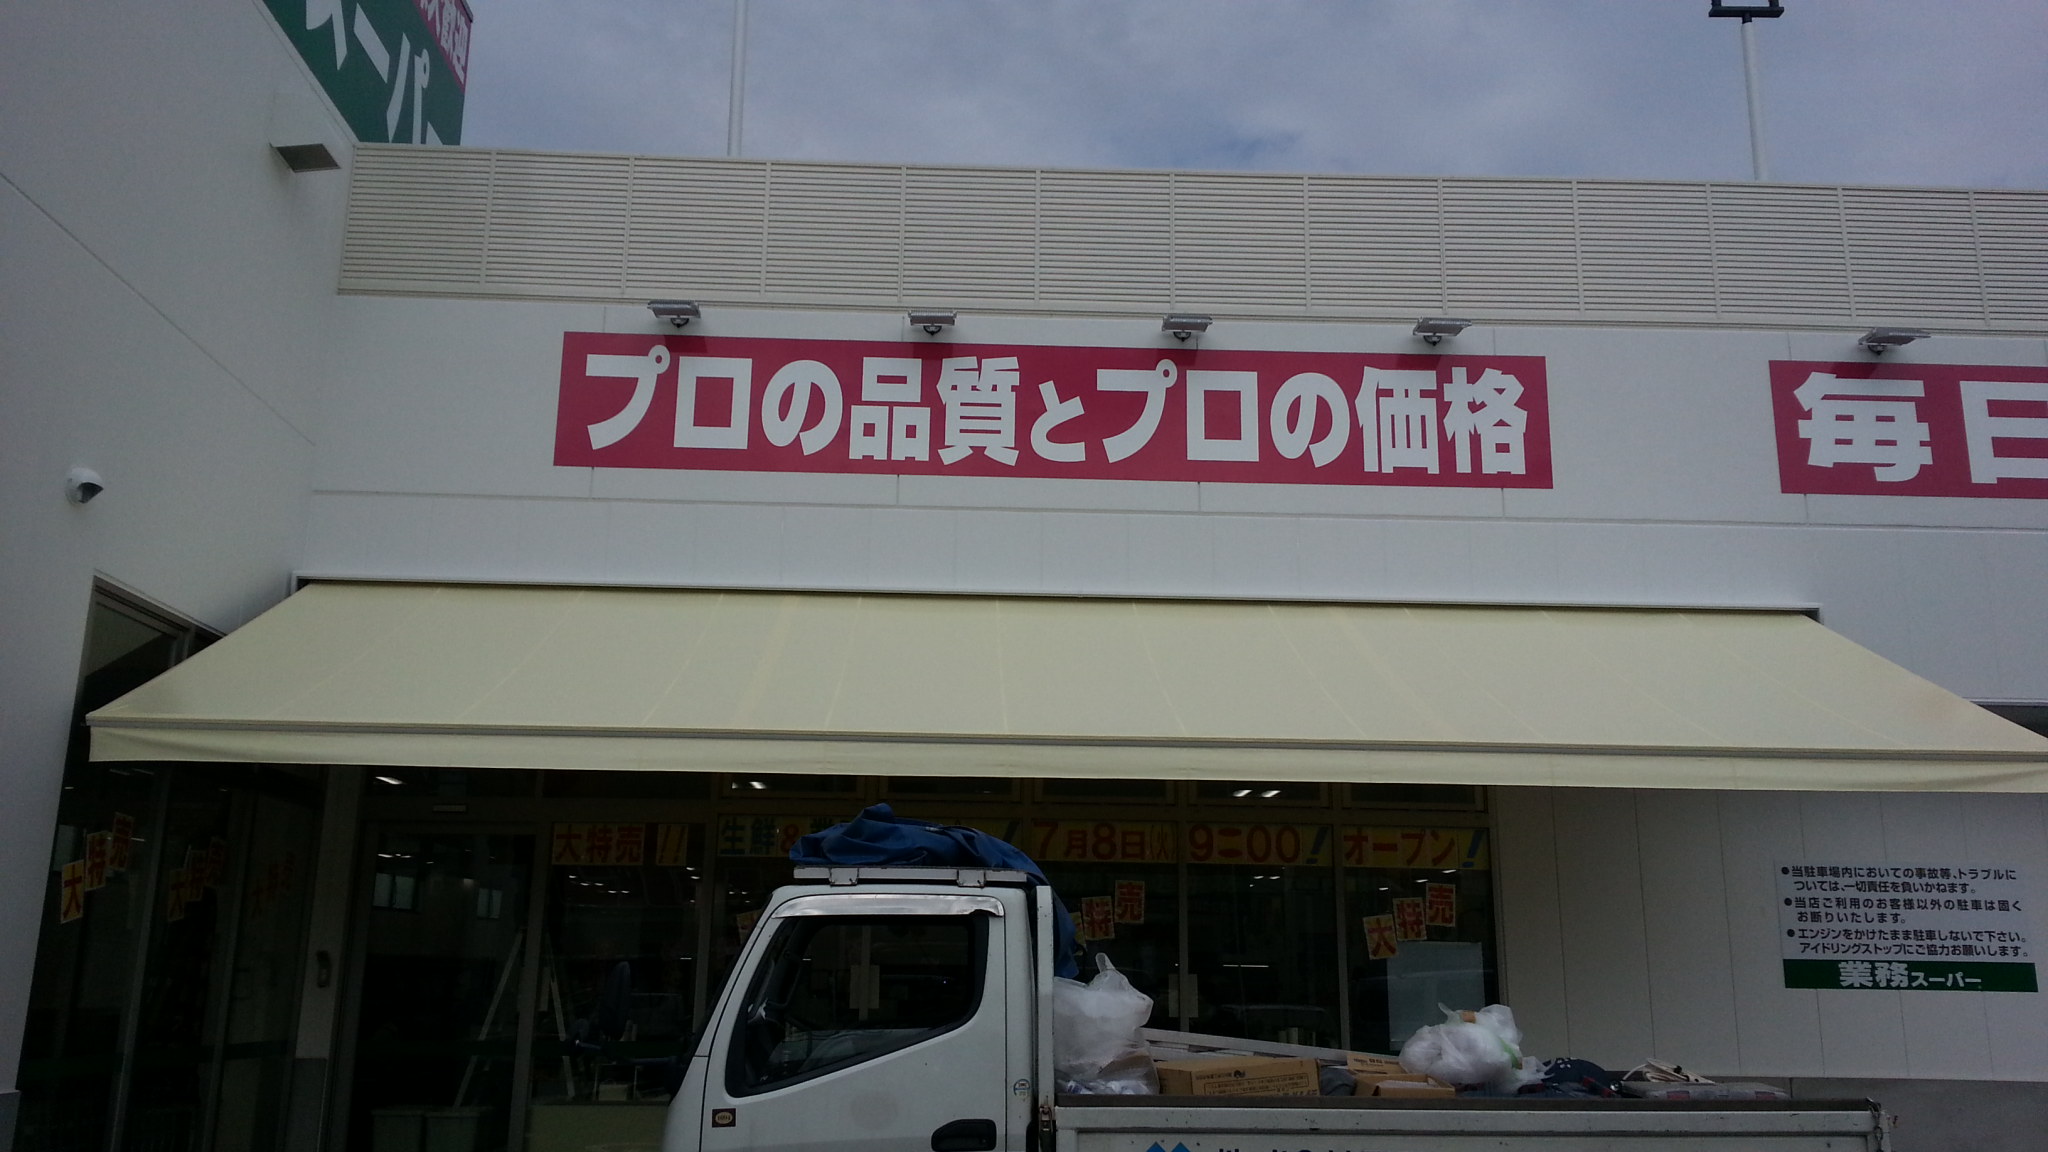 スーパー
歓迎
プロの品質とプロの価格
毎日
大特売!!
生鮮&
7月8日(火)
9:00!
オープン!
大特売
大特売
大特売
特売
大特売
●当駐車場内においての事故等、トラブルに
ついては、一切責任を負いかねます。
●当店ご利用のお客様以外の駐車は固く
お断りいたします。
●エンジンをかけたまま駐車しないで下さい。
アイドリングストップにご協力お願いします。
業務スーパー